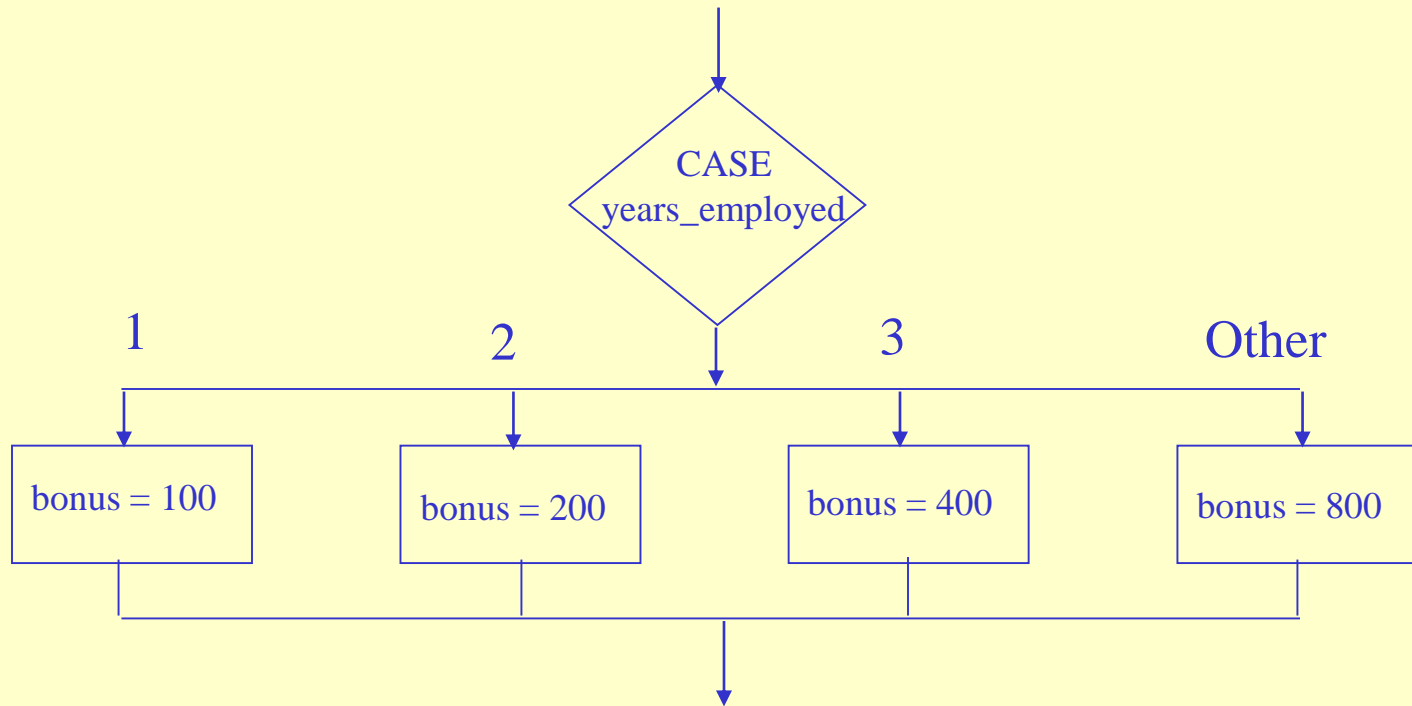 CASE
years_employed
1
2
3
Other
bonus = 100
bonus = 200
bonus = 400
bonus = 800